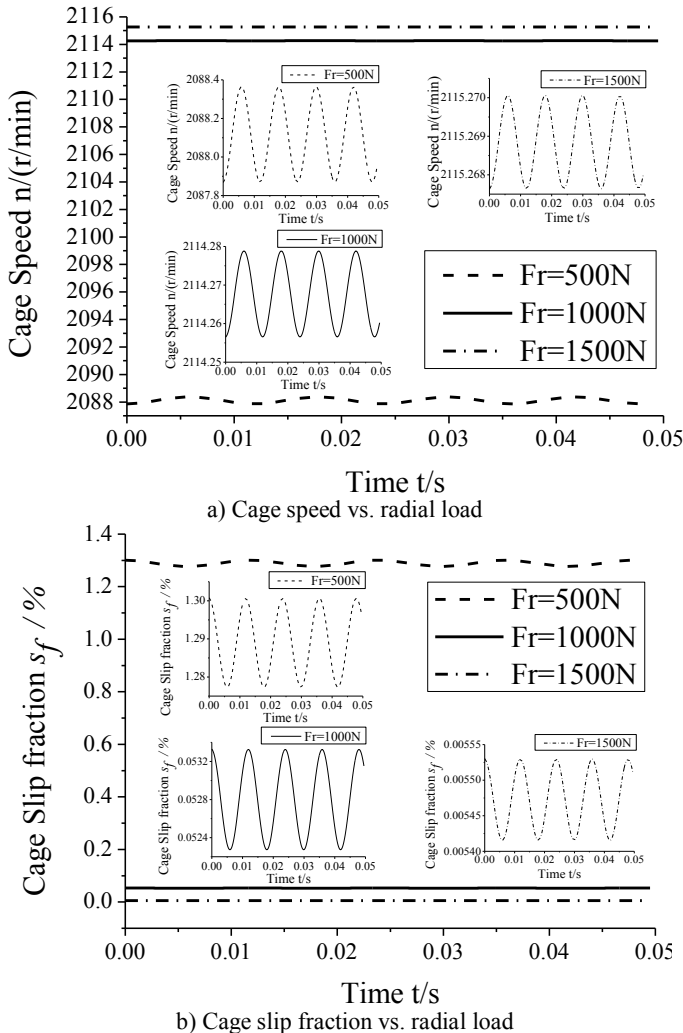 Cage Speed n/(r/min)
2116
2114
2112
2110
2108
2106
2104
2102
2100
2098
2096
2094
2092
2090
2088
Fr=500N
Cage Speed n/(r/min)
2088.4
2088.2
2088.0
2087.8
0.00 0.01 0.02 0.03 0.04 0.05
Time t/s
Fr=1500N
Cage Speed n/(r/min)
2115.270
2115.269
2115.268
0.00 0.01 0.02 0.03 0.04 0.05
Time t/s
Fr=1000N
Cage Speed n/(r/min)
2114.28
2114.27
2114.26
2114.25
0.00 0.01 0.02 0.03 0.04 0.05
Time t/s
Fr=500N
Fr=1000N
Fr=1500N
0.00 0.01 0.02 0.03 0.04 0.05
Time t/s
a) Cage speed vs. radial load
Cage Slip fraction sf / %
1.4
1.2
1.0
0.8
0.6
0.4
0.2
0.0
Fr=500N
Cage Slip fraction sf / %
1.30
1.29
1.28
0.00 0.01 0.02 0.03 0.04 0.05
Time t/s
Fr=500N
Fr=1000N
Fr=1500N
Fr=1000N
Cage Slip fraction sf / %
0.0532
0.0528
0.0524
0.00 0.01 0.02 0.03 0.04 0.05
Time t/s
Fr=1500N
Cage Slip fraction sf / %
0.00555
0.00550
0.00545
0.00540
0.00 0.01 0.02 0.03 0.04 0.05
Time t/s
0.00 0.01 0.02 0.03 0.04 0.05
Time t/s
b) Cage slip fraction vs. radial load